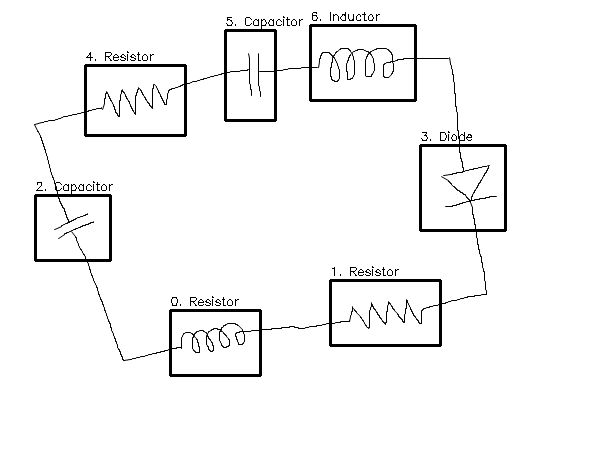 5. Capacitor
6. Inductor
4. Resistor
3. Diode
2. Capacitor
1. Resistor
0. Resistor